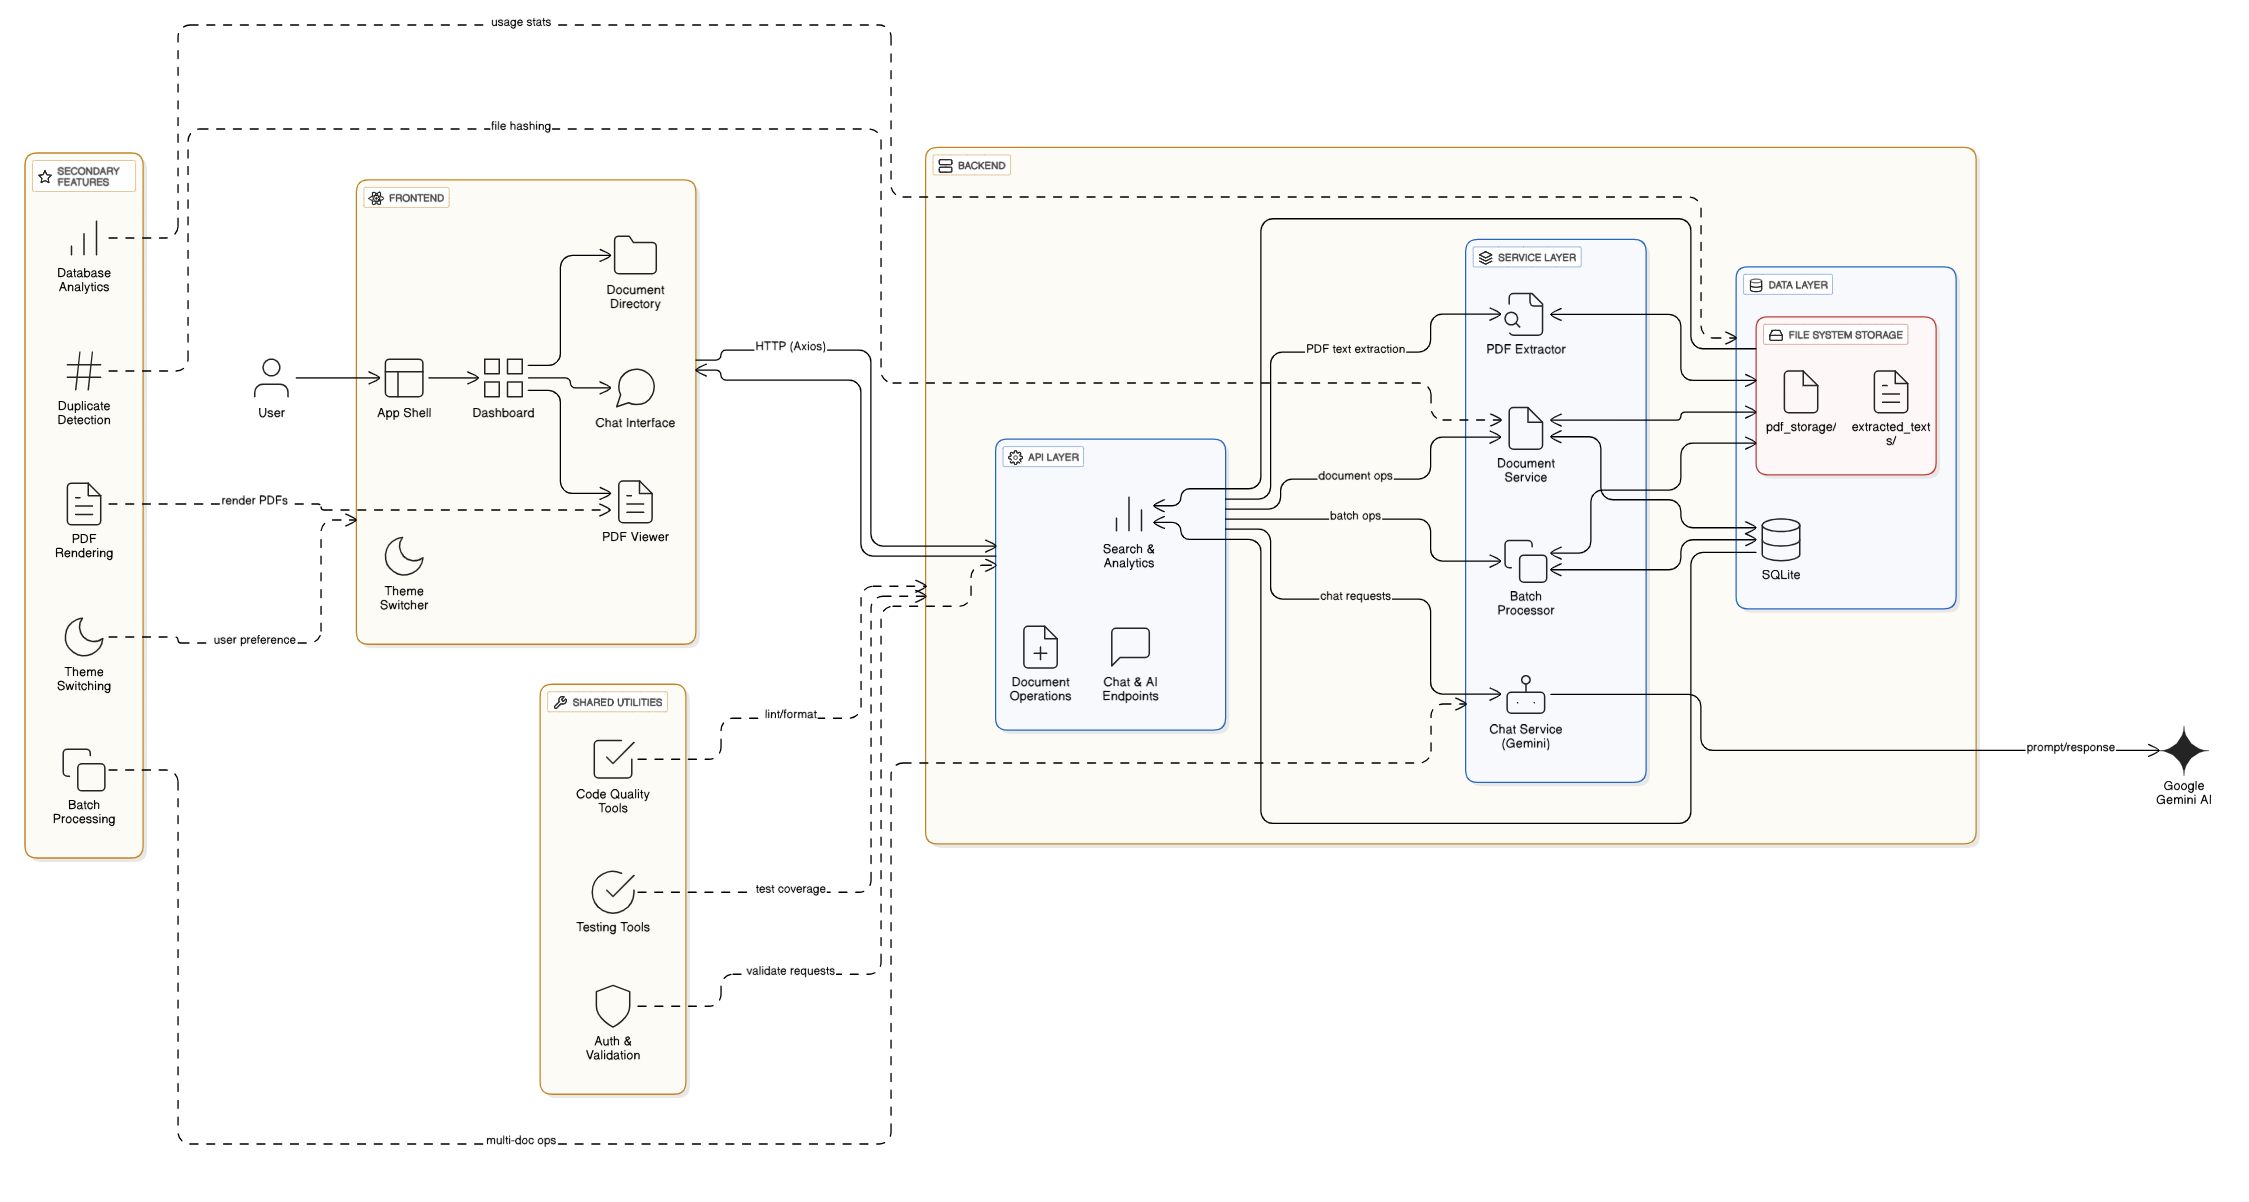 usage stats
file hashing
SECONDARY
FEATURES
Database
Analytics
Duplicate
Detection
PDF
Rendering
Theme
Switching
Batch
Processing
render PDFs
user preference
multi-doc ops
User
FRONTEND
App Shell
Dashboard
Document
Directory
Chat Interface
PDF Viewer
Theme
Switcher
SHARED UTILITIES
Code Quality
Tools
Testing Tools
Auth &
Validation
HTTP (Axios)
lint/format
test coverage
validate requests
BACKEND
API LAYER
Search &
Analytics
Document
Operations
Chat & AI
Endpoints
PDF text extraction
document ops
batch ops
chat requests
SERVICE LAYER
PDF Extractor
Document
Service
Batch
Processor
Chat Service
(Gemini)
DATA LAYER
FILE SYSTEM STORAGE
pdf_storage/
extracted_text
s/
SQLite
prompt/response
Google
Gemini AI